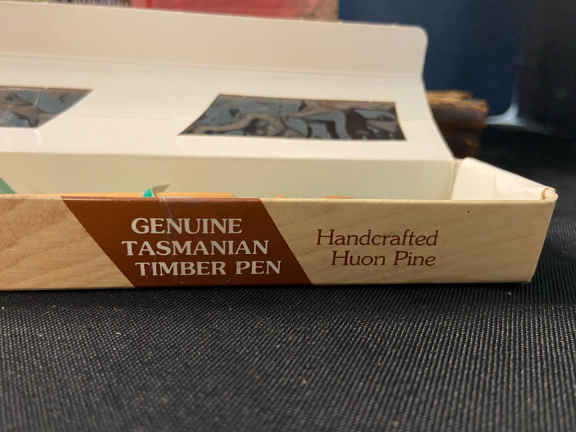 GENUINE
TASMANIAN
TIMBER PEN
Handcrafted
Huon Pine